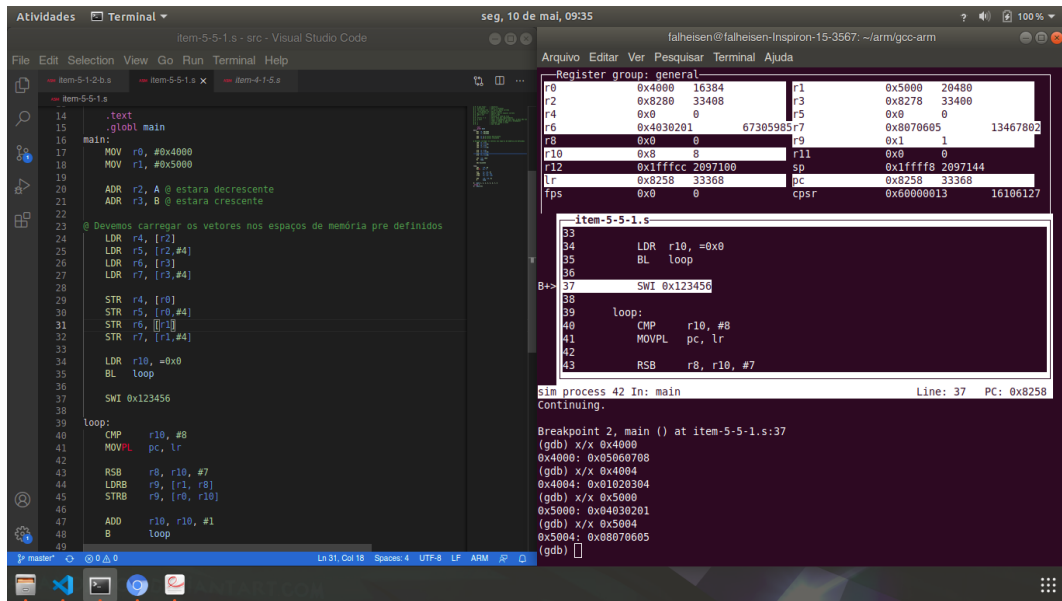 Atividades Terminal seg, 10 de mai, 09:35 ? 100 %
item-5-5-1.s - src - Visual Studio Code
File Edit Selection View Go Run Terminal Help
item-5-1-2-b.s item-5-5-1.s x item-4-1-5.s ...
item-5-5-1.s
14 .text
15 .globl main
16 main:
17 MOV r0, #0x4000
18 MOV r1, #0x5000
19
20 ADR r2, A @ estara decrescente
21 ADR r3, B @ estara crescente
22
23 @ Devemos carregar os vetores nos espaços de memória pre definidos
24 LDR r4, [r2]
25 LDR r5, [r2,#4]
26 LDR r6, [r3]
27 LDR r7, [r3,#4]
28
29 STR r4, [r0]
30 STR r5, [r0,#4]
31 STR r6, [r1]
32 STR r7, [r1,#4]
33
34 LDR r10, =0x0
35 BL loop
36
37 SWI 0x123456
38
39 loop:
40 CMP r10, #8
41 MOVPL pc, lr
42
43 RSB r8, r10, #7
44 LDRB r9, [r1, r8]
45 STRB r9, [r0, r10]
46
47 ADD r10, r10, #1
48 B loop
49
master* 0 0 Ln 31, Col 18 Spaces: 4 UTF-8 LF ARM
falheisen@falheisen-Inspiron-15-3567: ~/arm/gcc-arm
Arquivo Editar Ver Pesquisar Terminal Ajuda
Register group: general
r0 0x4000 16384 r1 0x5000 20480
r2 0x8280 33408 r3 0x8278 33400
r4 0x0 0 r5 0x0 0
r6 0x4030201 67305985 r7 0x8070605 13467802
r8 0x0 0 r9 0x1 1
r10 0x8 8 r11 0x0 0
r12 0x1fffcc 2097100 sp 0x1ffff8 2097144
lr 0x8258 33368 pc 0x8258 33368
fps 0x0 0 cpsr 0x60000013 16106127
item-5-5-1.s
33
34 LDR r10, =0x0
35 BL loop
36
B+> 37 SWI 0x123456
38
39 loop:
40 CMP r10, #8
41 MOVPL pc, lr
42
43 RSB r8, r10, #7
sim process 42 In: main Line: 37 PC: 0x8258
Continuing.
Breakpoint 2, main () at item-5-5-1.s:37
(gdb) x/x 0x4000
0x4000: 0x05060708
(gdb) x/x 0x4004
0x4004: 0x01020304
(gdb) x/x 0x5000
0x5000: 0x04030201
(gdb) x/x 0x5004
0x5004: 0x08070605
(gdb)